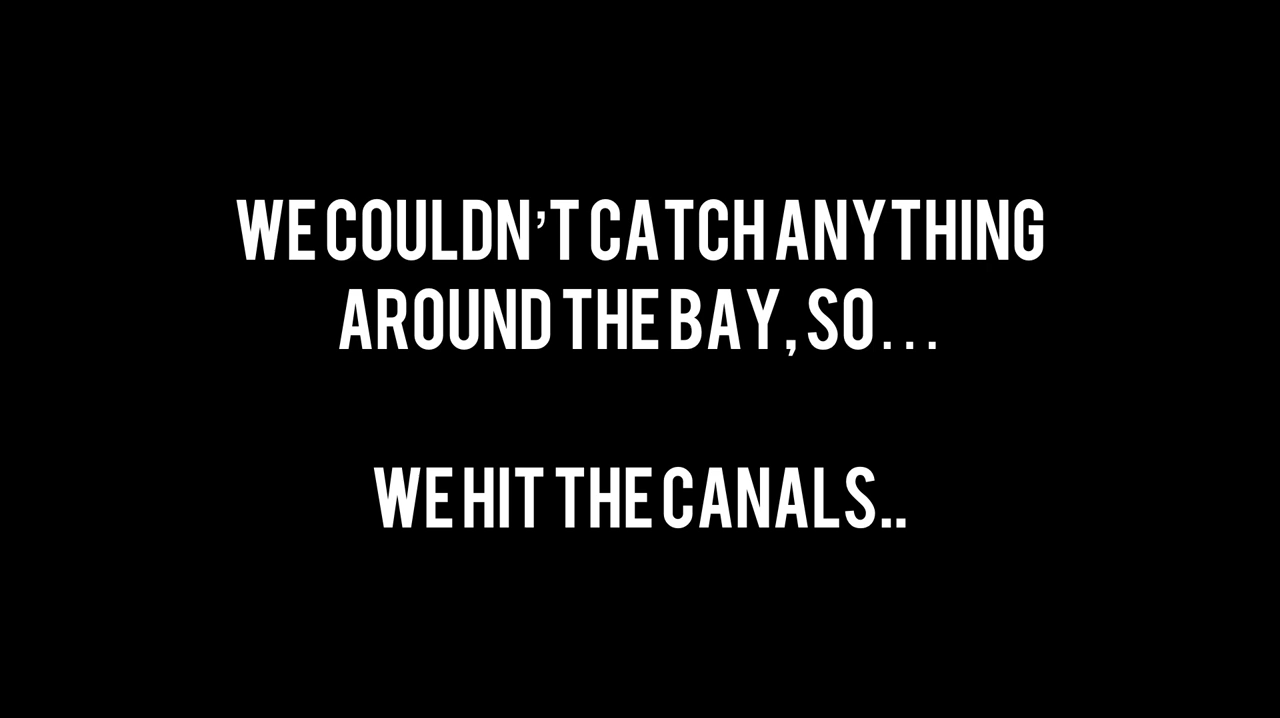 WE COULDN'T CATCH ANYTHING
AROUND THE BAY, SO...
WE HIT THE CANALS..